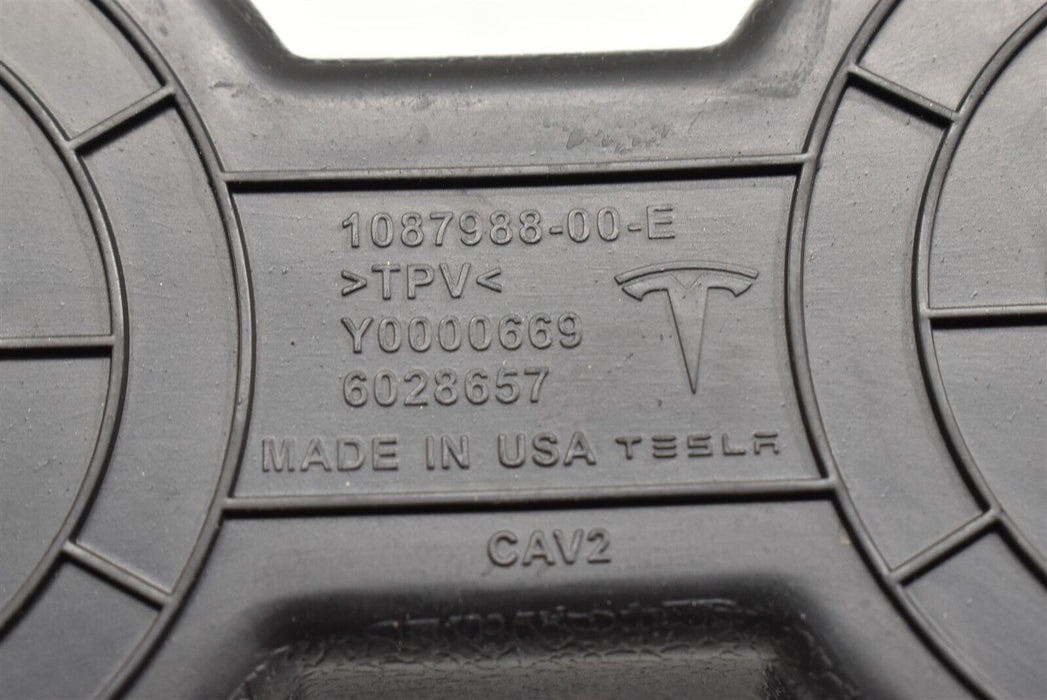 1087988-00-E
>TPV<
Y0000669
6028657
MADE IN USA TESLA
CAV2